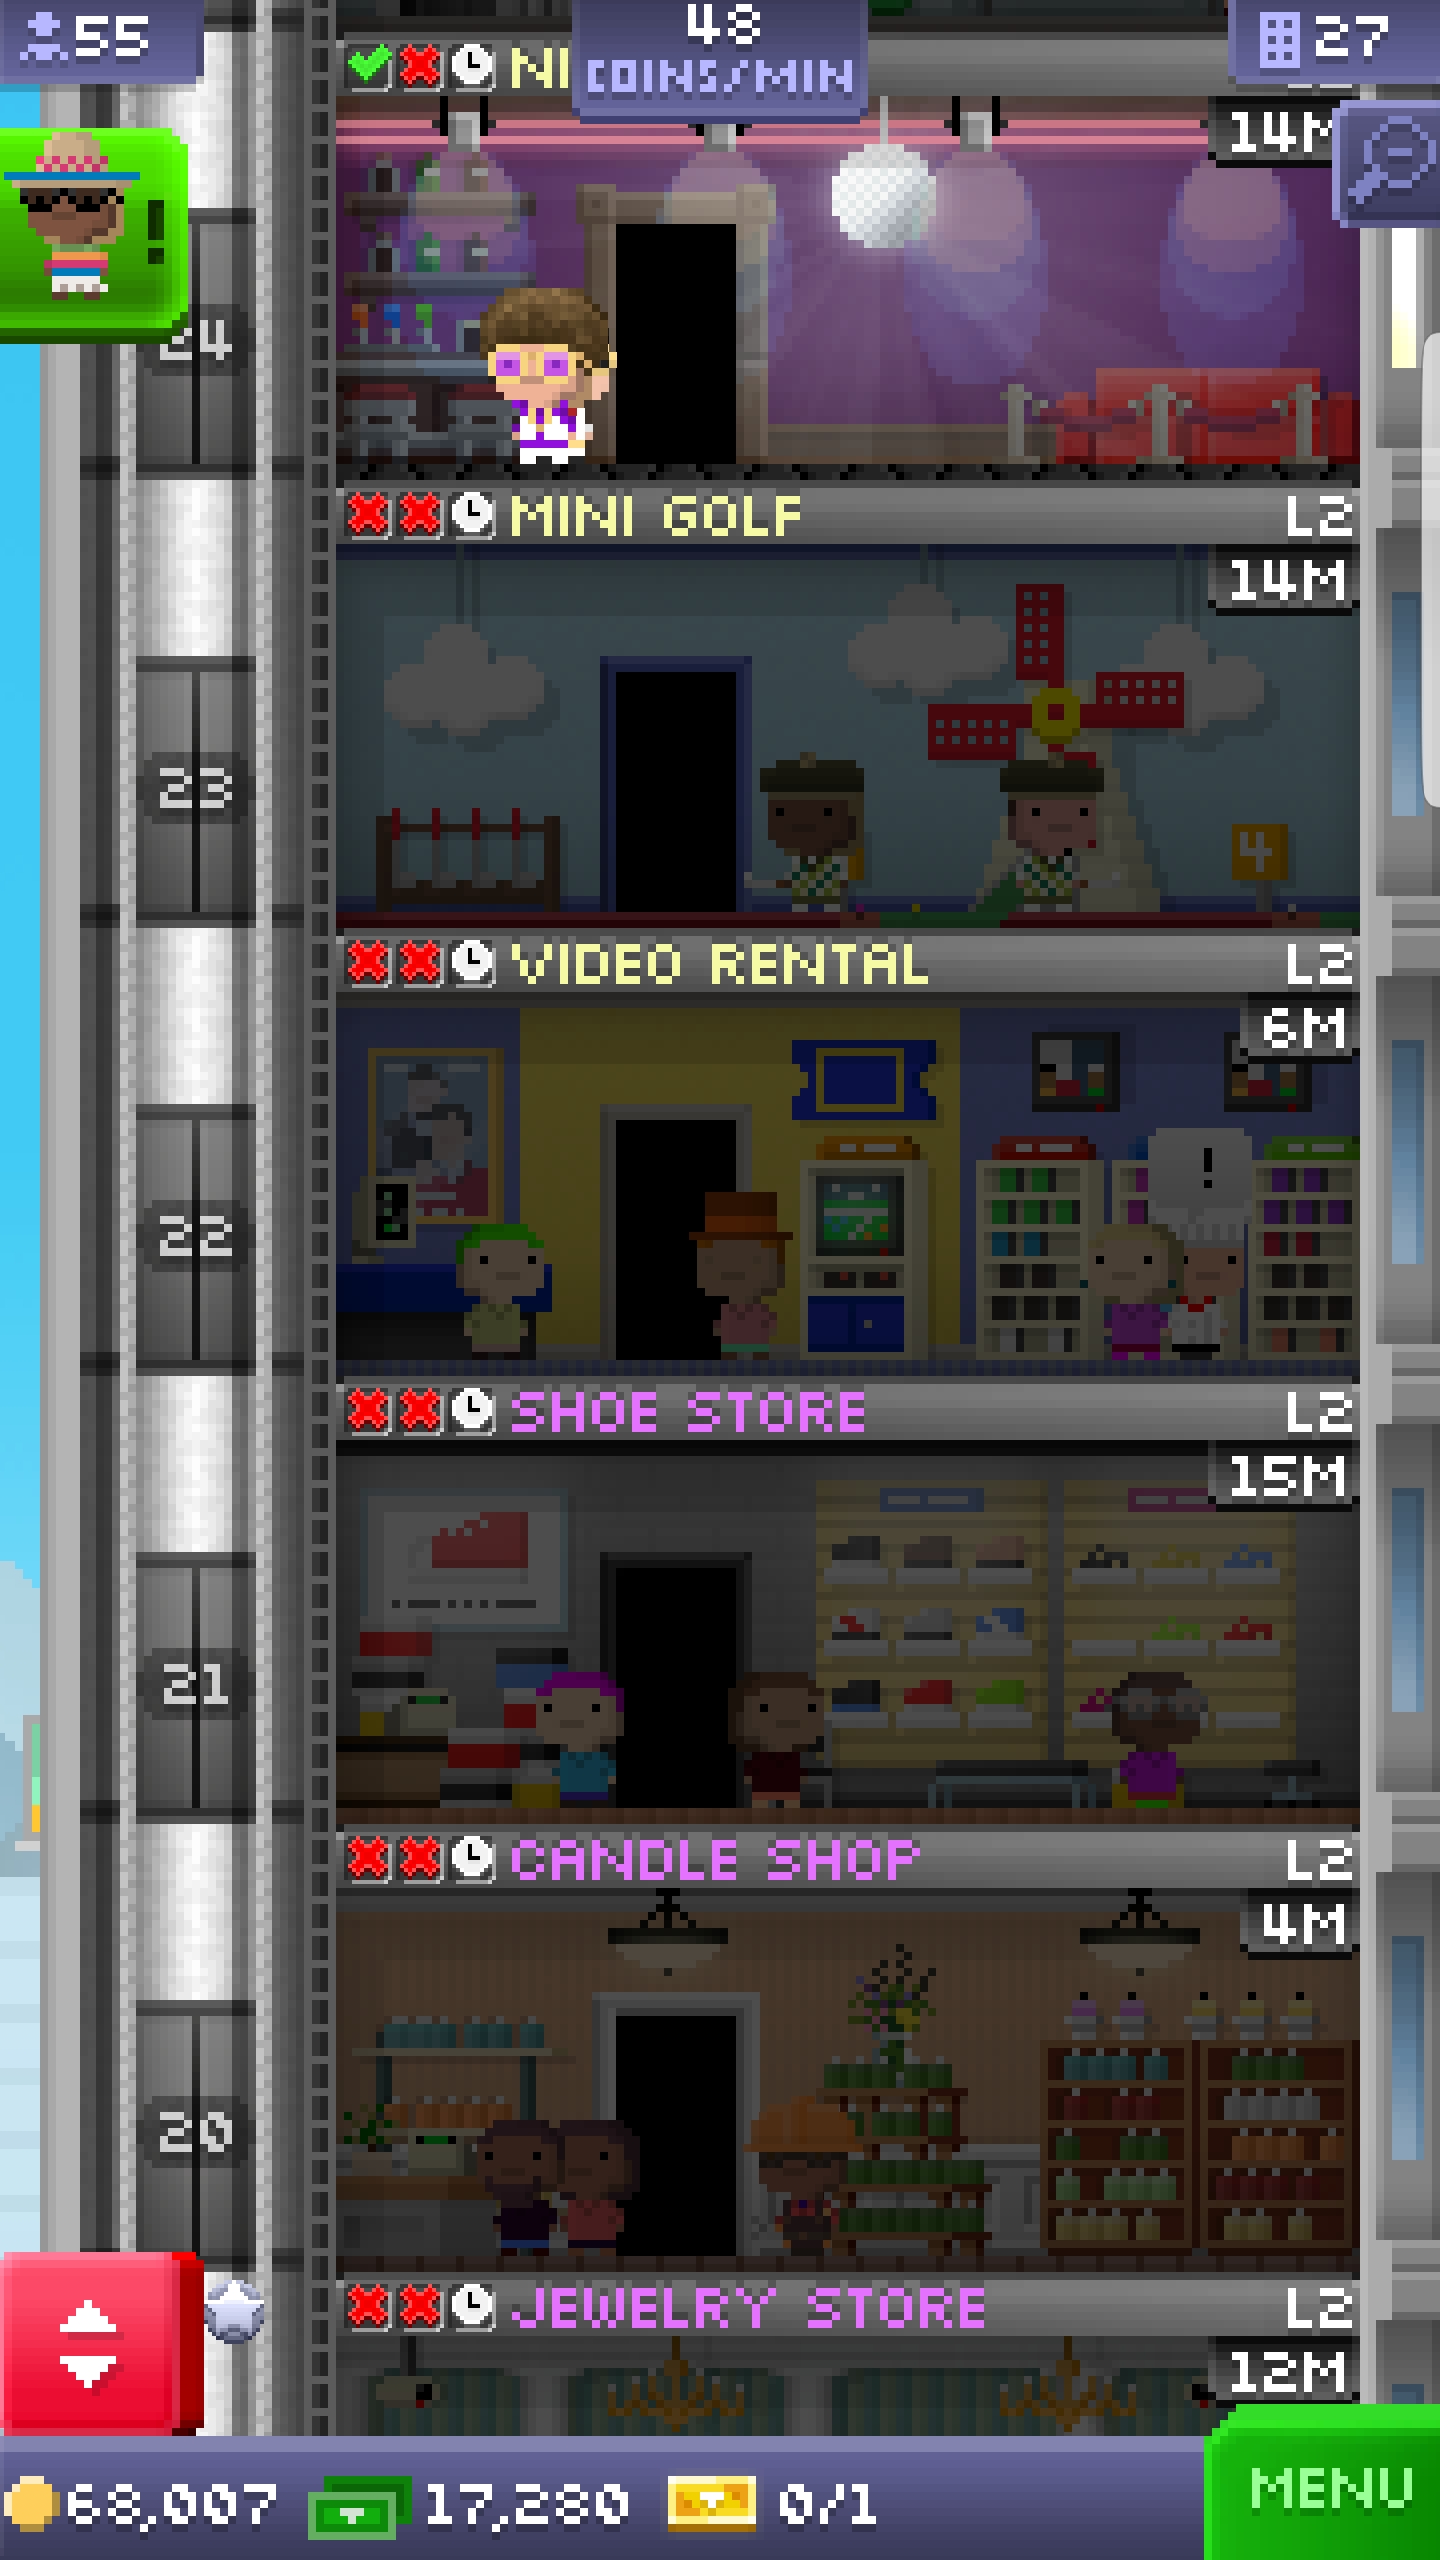 55
48
COINS/MIN
27
NI
14M
!
24
MINI GOLF L2
14M
23
4
VIDEO RENTAL L2
6M
!
22
SHOE STORE L2
15M
21
CANDLE SHOP L2
4M
20
JEWELRY STORE L2
12M
68,007 17,280 0/1
MENU